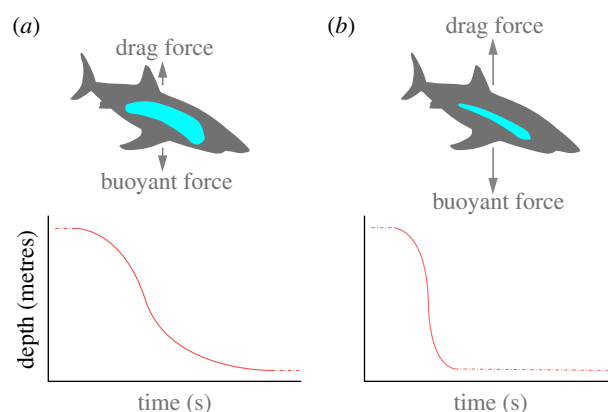 (a)
drag force
buoyant force
depth (metres)
time (s)
(b)
drag force
buoyant force
time (s)